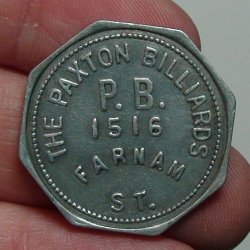 THE PAXTON BILLIARDS
P. B.
1516
FARNAM
ST.